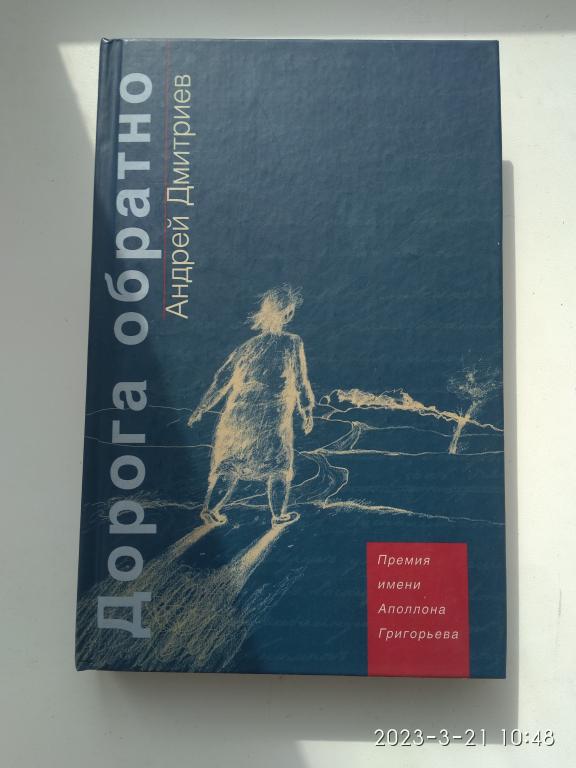 Дорога обратно
Андрей Дмитриев
Премия
имени
Аполлона
Григорьева
2023-3-21 10:48